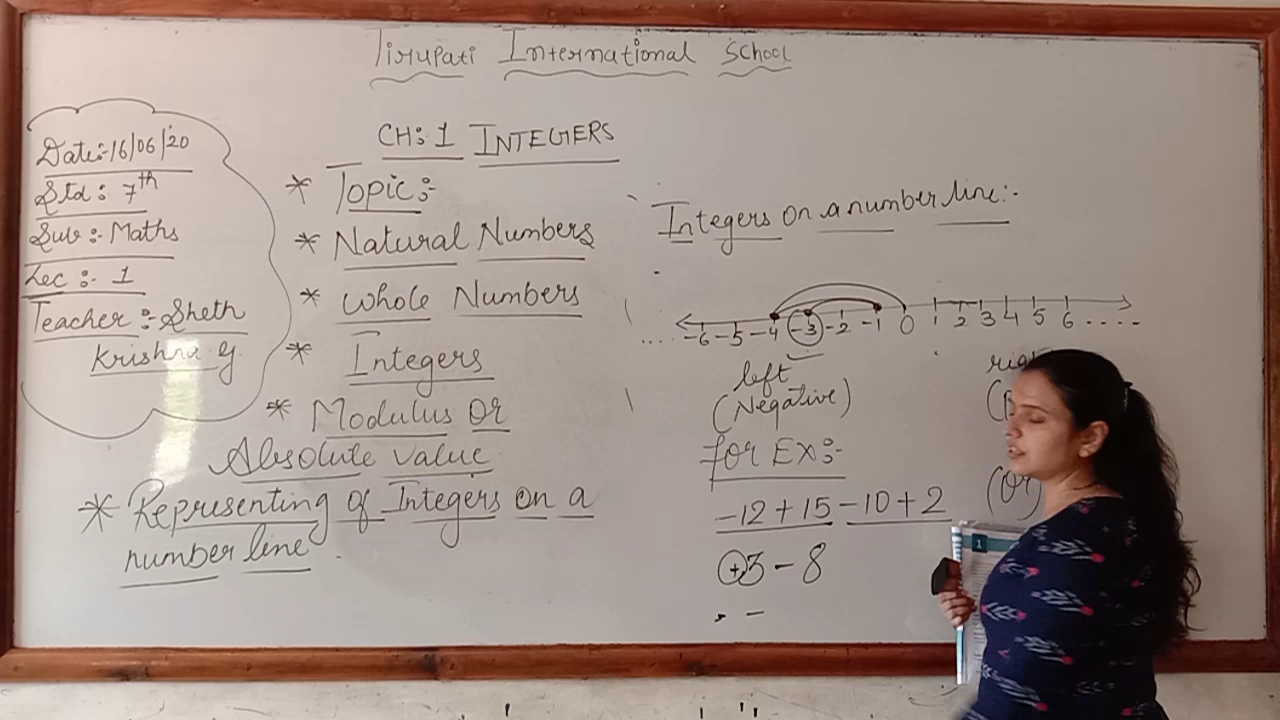 Tirupati International School
CH: 1 INTEGERS
Date:-16/06/20
Std : 7th
Sub :- Maths
Lec :- 1
Teacher :- Sheth
Krishna Y
* Topic :-
* Natural Numbers
* Whole Numbers
* Integers
* Modulus Or
Absolute value
* Representing of Integers on a
number line.
Integers on a number line:-
.... -6 -5 -4 -3 -2 -1 0 1 2 3 4 5 6 ....
left
(Negative)
for Ex:-
-12 + 15 - 10 + 2
+3 - 8
-
1